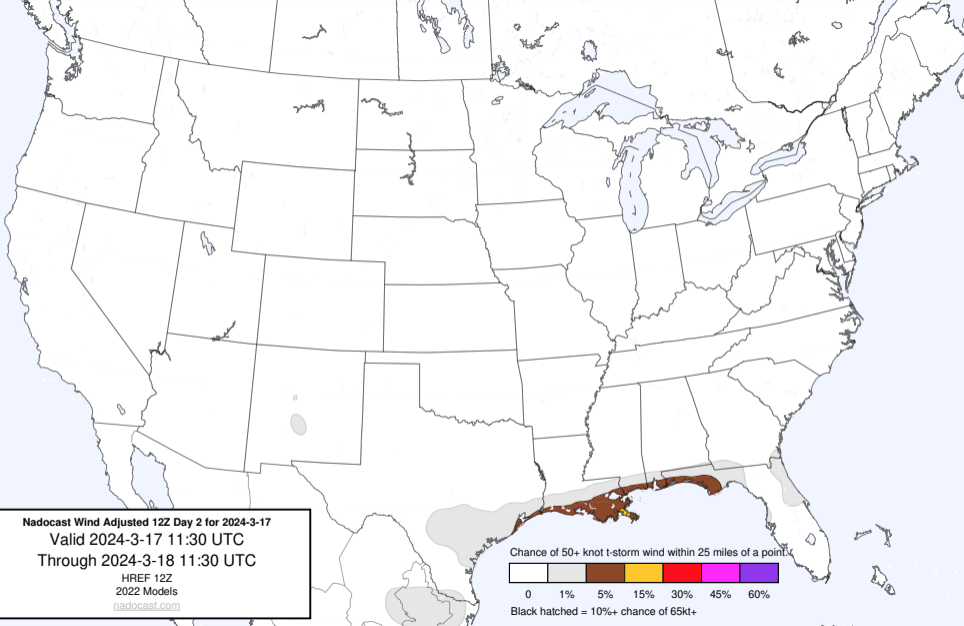 Nadocast Wind Adjusted 12Z Day 2 for 2024-3-17
Valid 2024-3-17 11:30 UTC
Through 2024-3-18 11:30 UTC
HREF 12Z
2022 Models
nadocast.com
Chance of 50+ knot t-storm wind within 25 miles of a point.
0 1% 5% 15% 30% 45% 60%
Black hatched = 10%+ chance of 65kt+